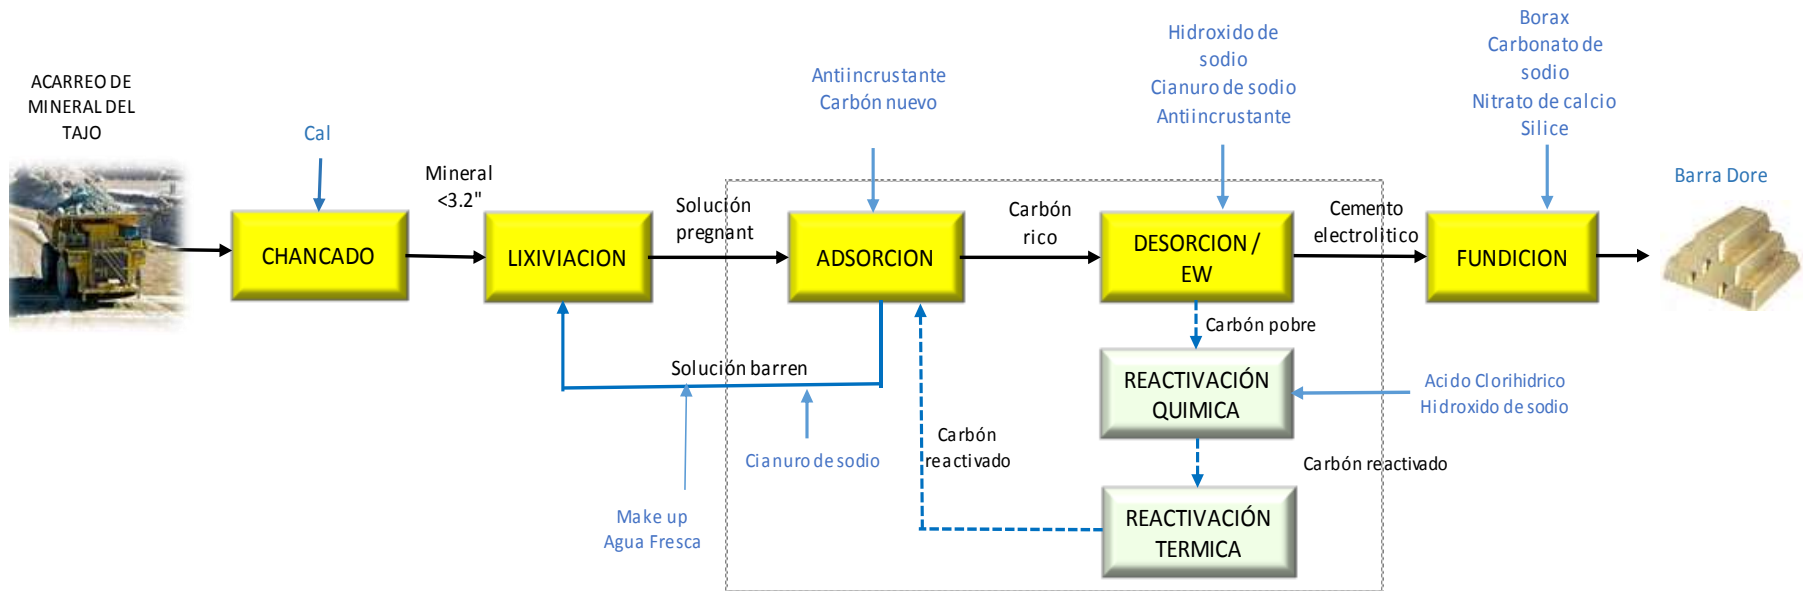 ACARREO DE
MINERAL DEL
TAJO
Cal
CHANCADO
Mineral
<3.2"
LIXIVIACION
Solución
pregnant
Antiincrustante
Carbón nuevo
ADSORCION
Carbón
rico
Hidroxido de
sodio
Cianuro de sodio
Antiincrustante
DESORCION /
EW
Cemento
electrolítico
Borax
Carbonato de
sodio
Nitrato de calcio
Silice
FUNDICION
Barra Dore
Solución barren
Make up
Agua Fresca
Cianuro de sodio
Carbón pobre
REACTIVACIÓN
QUIMICA
Acido Clorihidrico
Hidroxido de sodio
Carbón reactivado
REACTIVACIÓN
TERMICA
Carbón
reactivado